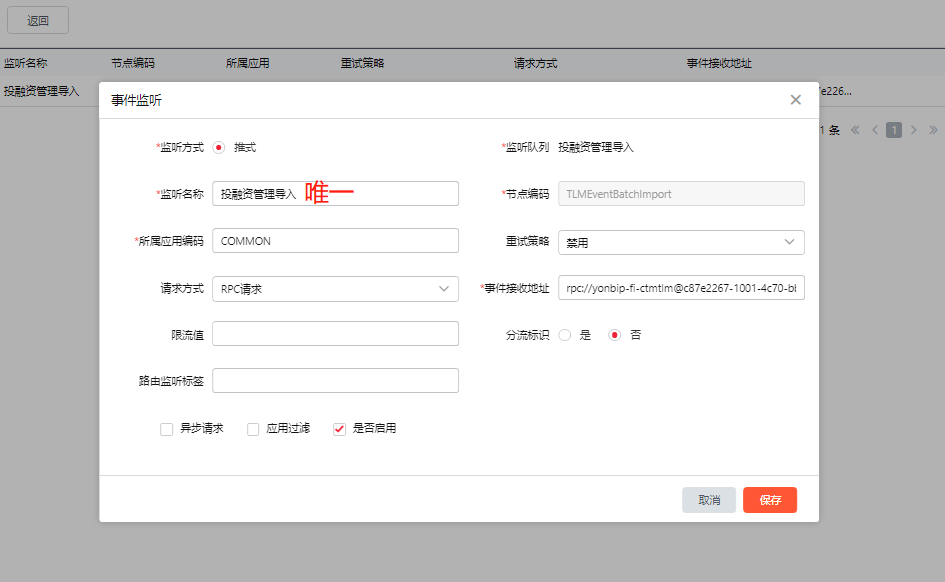 返回
监听名称 节点编码 所属应用 重试策略 请求方式 事件接收地址
投融资管理导入 7e226...
1 条 1
事件监听
*监听方式 推式 *监听队列 投融资管理导入
*监听名称 投融资管理导入 唯一 *节点编码 TLMEventBatchImport
*所属应用编码 COMMON 重试策略 禁用
请求方式 RPC请求 *事件接收地址 rpc://yonbip-fi-ctmtlm@c87e2267-1001-4c70-bl
限流值 分流标识 是 否
路由监听标签
异步请求 应用过滤 是否启用
取消 保存